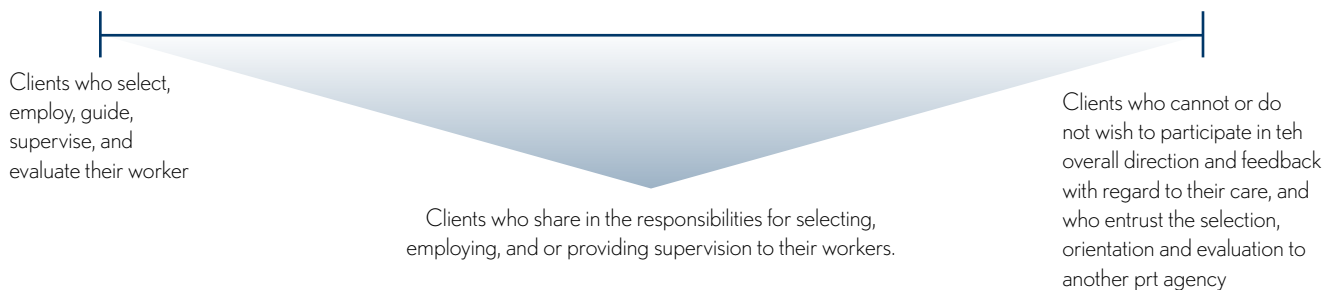 Clients who select,
employ, guide,
supervise, and
evaluate their worker
Clients who share in the responsibilities for selecting,
employing, and or providing supervision to their workers.
Clients who cannot or do
not wish to participate in teh
overall direction and feedback
with regard to their care, and
who entrust the selection,
orientation and evaluation to
another prt agency